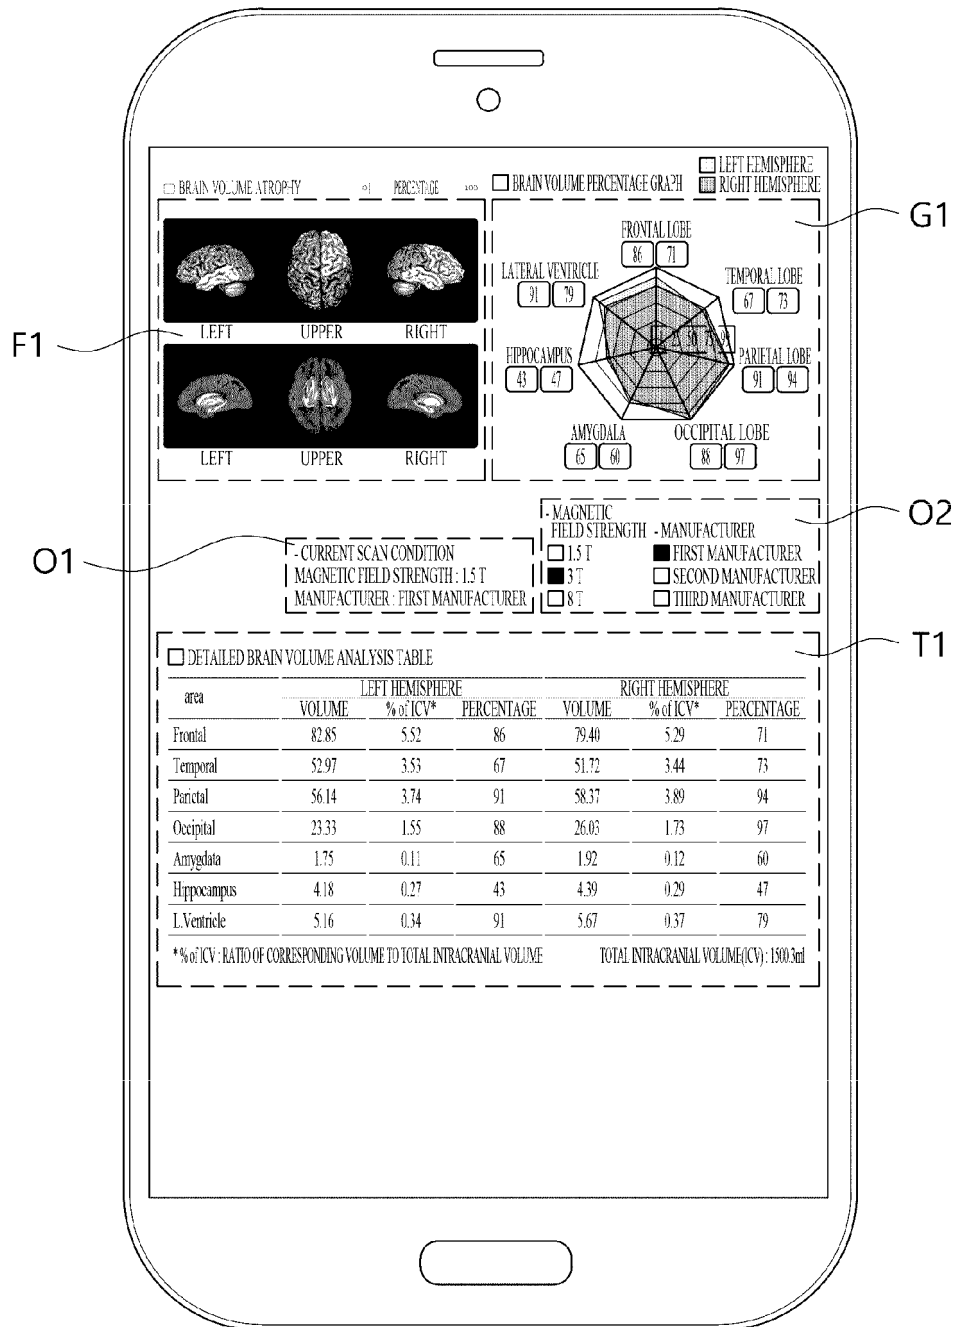 LEFT HEMISPHERE
RIGHT HEMISPHERE
BRAIN VOLUME ATROPHY 0 PERCENTAGE 100
BRAIN VOLUME PERCENTAGE GRAPH
G1
F1
LEFT UPPER RIGHT
LEFT UPPER RIGHT
FRONTAL LOBE
86 71
LATERAL VENTRICLE
91 79
TEMPORAL LOBE
67 73
HIPPOCAMPUS
43 47
PARIETAL LOBE
91 94
AMYGDALA
65 60
OCCIPITAL LOBE
88 97
O1
- CURRENT SCAN CONDITION
MAGNETIC FIELD STRENGTH : 1.5 T
MANUFACTURER : FIRST MANUFACTURER
O2
- MAGNETIC
FIELD STRENGTH - MANUFACTURER
1.5 T FIRST MANUFACTURER
3 T SECOND MANUFACTURER
8 T THIRD MANUFACTURER
T1
DETAILED BRAIN VOLUME ANALYSIS TABLE
area LEFT HEMISPHERE RIGHT HEMISPHERE
VOLUME % of ICV* PERCENTAGE VOLUME % of ICV* PERCENTAGE
Frontal 82.85 5.52 86 79.40 5.29 71
Temporal 52.97 3.53 67 51.72 3.44 73
Parietal 56.14 3.74 91 58.37 3.89 94
Occipital 23.33 1.55 88 26.03 1.73 97
Amygdata 1.75 0.11 65 1.92 0.12 60
Hippocampus 4.18 0.27 43 4.39 0.29 47
L.Ventricle 5.16 0.34 91 5.67 0.37 79
* % of ICV : RATIO OF CORRESPONDING VOLUME TO TOTAL INTRACRANIAL VOLUME TOTAL INTRACRANIAL VOLUME(ICV) : 1500.3ml